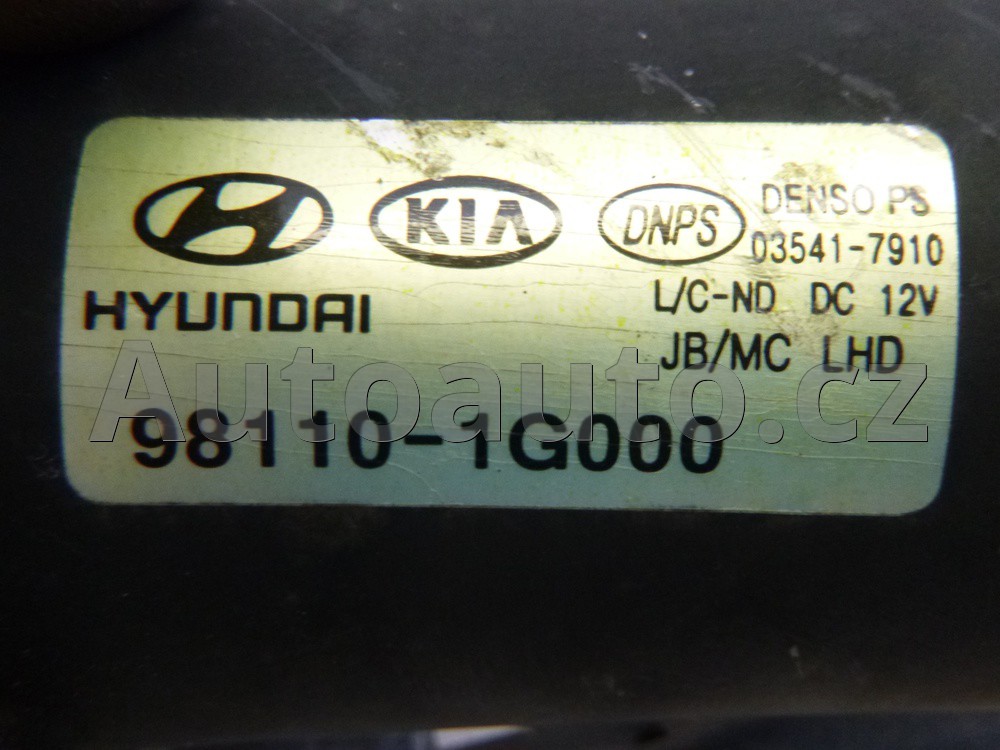 KIA
DNPS
DENSO PS
03541-7910
HYUNDAI
L/C-ND DC 12V
JB/MC LHD
Autoauto.cz
98110-1G000